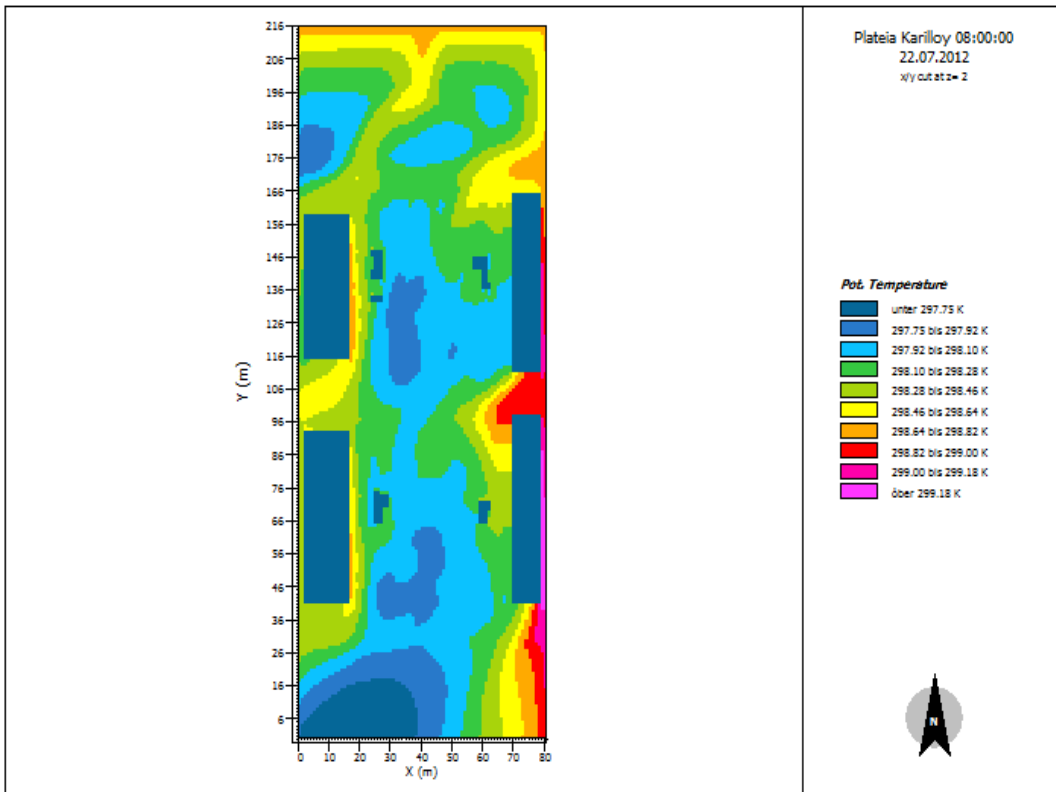 Plateia Karilloy 08:00:00
22.07.2012
x/y cut at z= 2
216
206
196
186
176
166
156
146
136
126
116
106
96
86
76
66
56
46
36
26
16
6
Y (m)
0 10 20 30 40 50 60 70 80
X (m)
Pot. Temperature
unter 297.75 K
297.75 bis 297.92 K
297.92 bis 298.10 K
298.10 bis 298.28 K
298.28 bis 298.46 K
298.46 bis 298.64 K
298.64 bis 298.82 K
298.82 bis 299.00 K
299.00 bis 299.18 K
öber 299.18 K
N